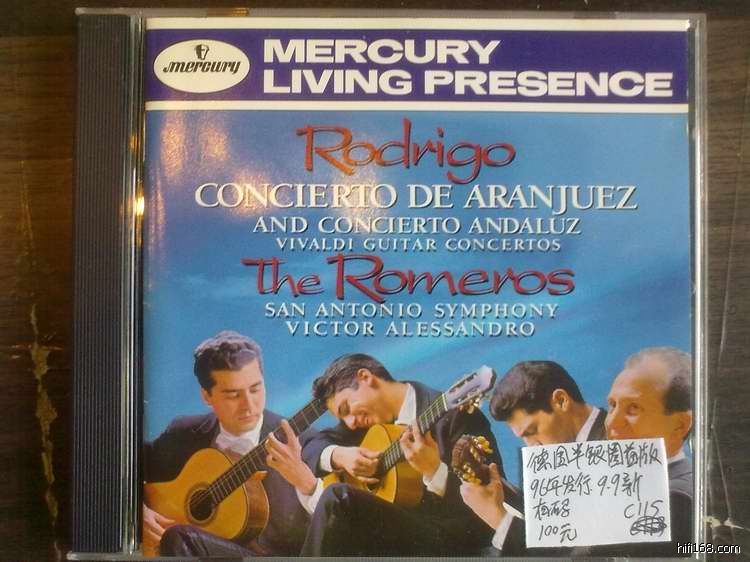 mercury
MERCURY
LIVING PRESENCE
Rodrigo
CONCIERTO DE ARANJUEZ
AND CONCIERTO ANDALUZ
VIVALDI GUITAR CONCERTOS
The Romeros
SAN ANTONIO SYMPHONY
VICTOR ALESSANDRO
德国半银圈首版
96年发行 9.9新
C115
100元
hifi168.com